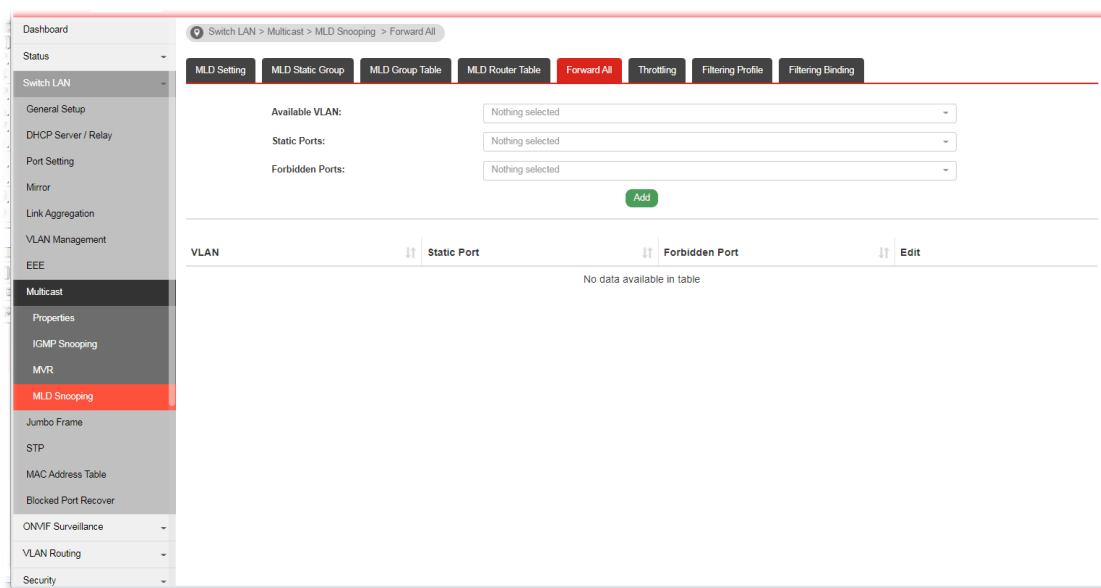 Dashboard
Status
Switch LAN
General Setup
DHCP Server / Relay
Port Setting
Mirror
Link Aggregation
VLAN Management
EEE
Multicast
Properties
IGMP Snooping
MVR
MLD Snooping
Jumbo Frame
STP
MAC Address Table
Blocked Port Recover
ONVIF Surveillance
VLAN Routing
Security
Switch LAN > Multicast > MLD Snooping > Forward All
MLD Setting MLD Static Group MLD Group Table MLD Router Table Forward All Throttling Filtering Profile Filtering Binding
Available VLAN: Nothing selected
Static Ports: Nothing selected
Forbidden Ports: Nothing selected
Add
VLAN Static Port Forbidden Port Edit
No data available in table